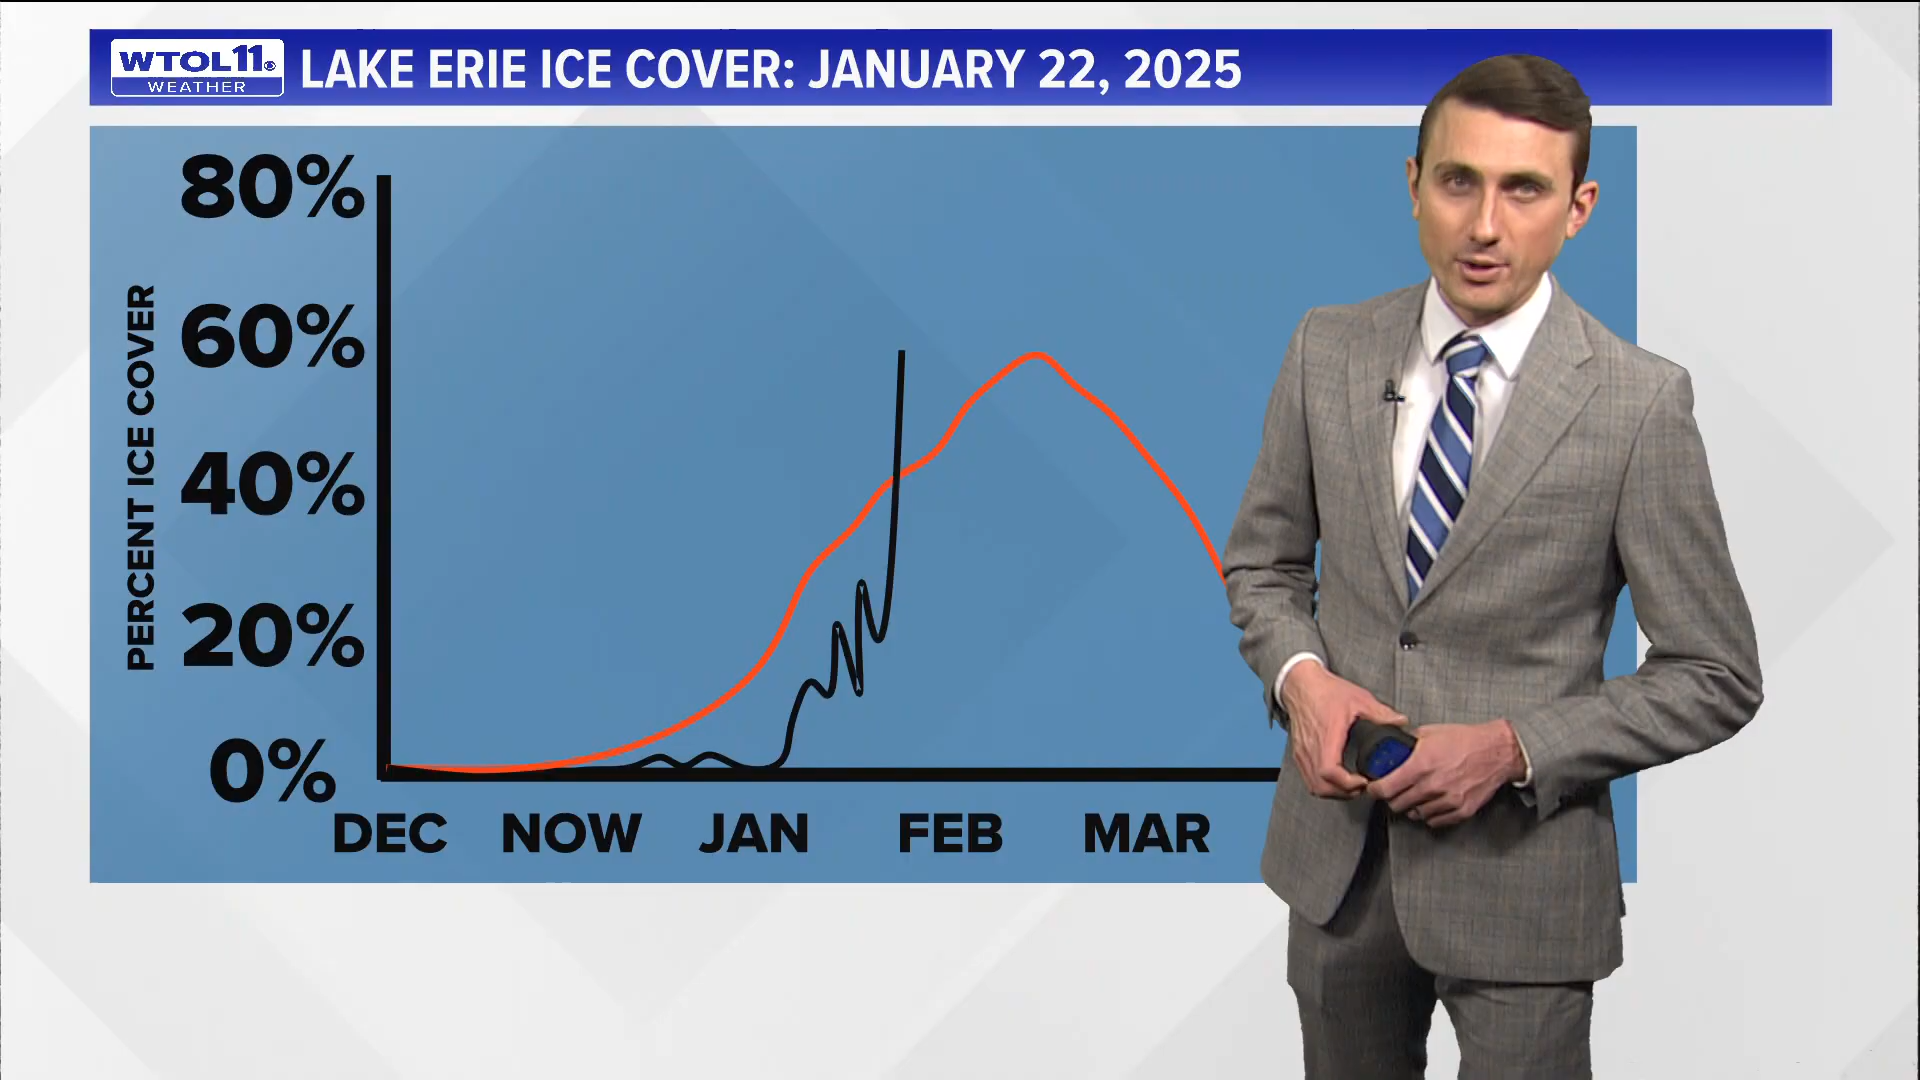 WTOL11
WEATHER
LAKE ERIE ICE COVER: JANUARY 22, 2025
80%
60%
40%
20%
0%
PERCENT ICE COVER
DEC NOW JAN FEB MAR